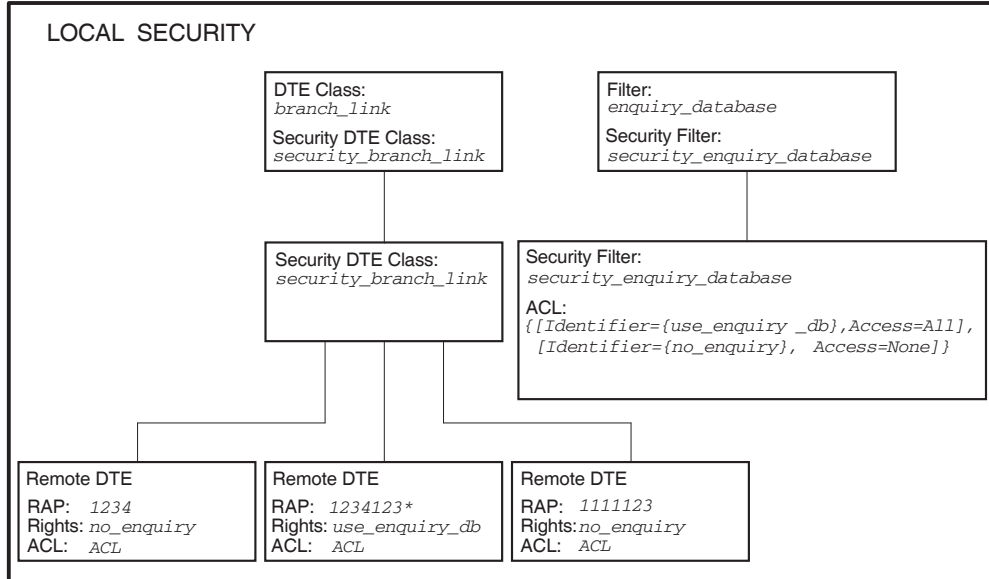 LOCAL SECURITY
DTE Class:
branch_link
Security DTE Class:
security_branch_link
Filter:
enquiry_database
Security Filter:
security_enquiry_database
Security DTE Class:
security_branch_link
Security Filter:
security_enquiry_database
ACL:
{[Identifier={use_enquiry _db},Access=All],
[Identifier={no_enquiry}, Access=None]}
Remote DTE
RAP: 1234
Rights: no_enquiry
ACL: ACL
Remote DTE
RAP: 1234123*
Rights: use_enquiry_db
ACL: ACL
Remote DTE
RAP: 1111123
Rights: no_enquiry
ACL: ACL